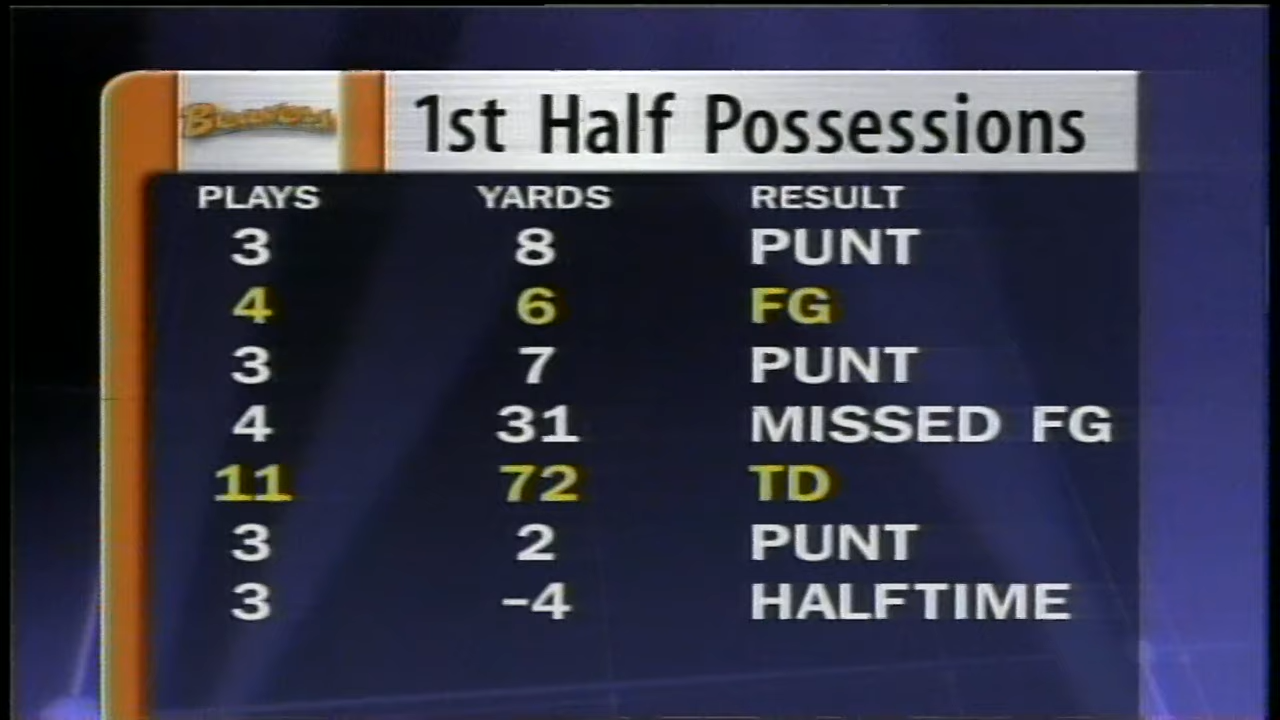 Beavers 1st Half Possessions
PLAYS YARDS RESULT
3 8 PUNT
4 6 FG
3 7 PUNT
4 31 MISSED FG
11 72 TD
3 2 PUNT
3 -4 HALFTIME